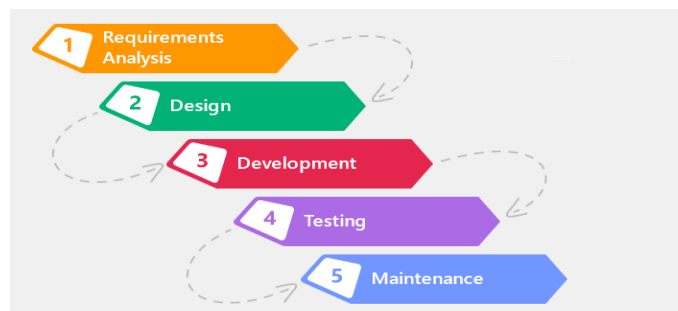 1
Requirements
Analysis
2
Design
3
Development
4
Testing
5
Maintenance